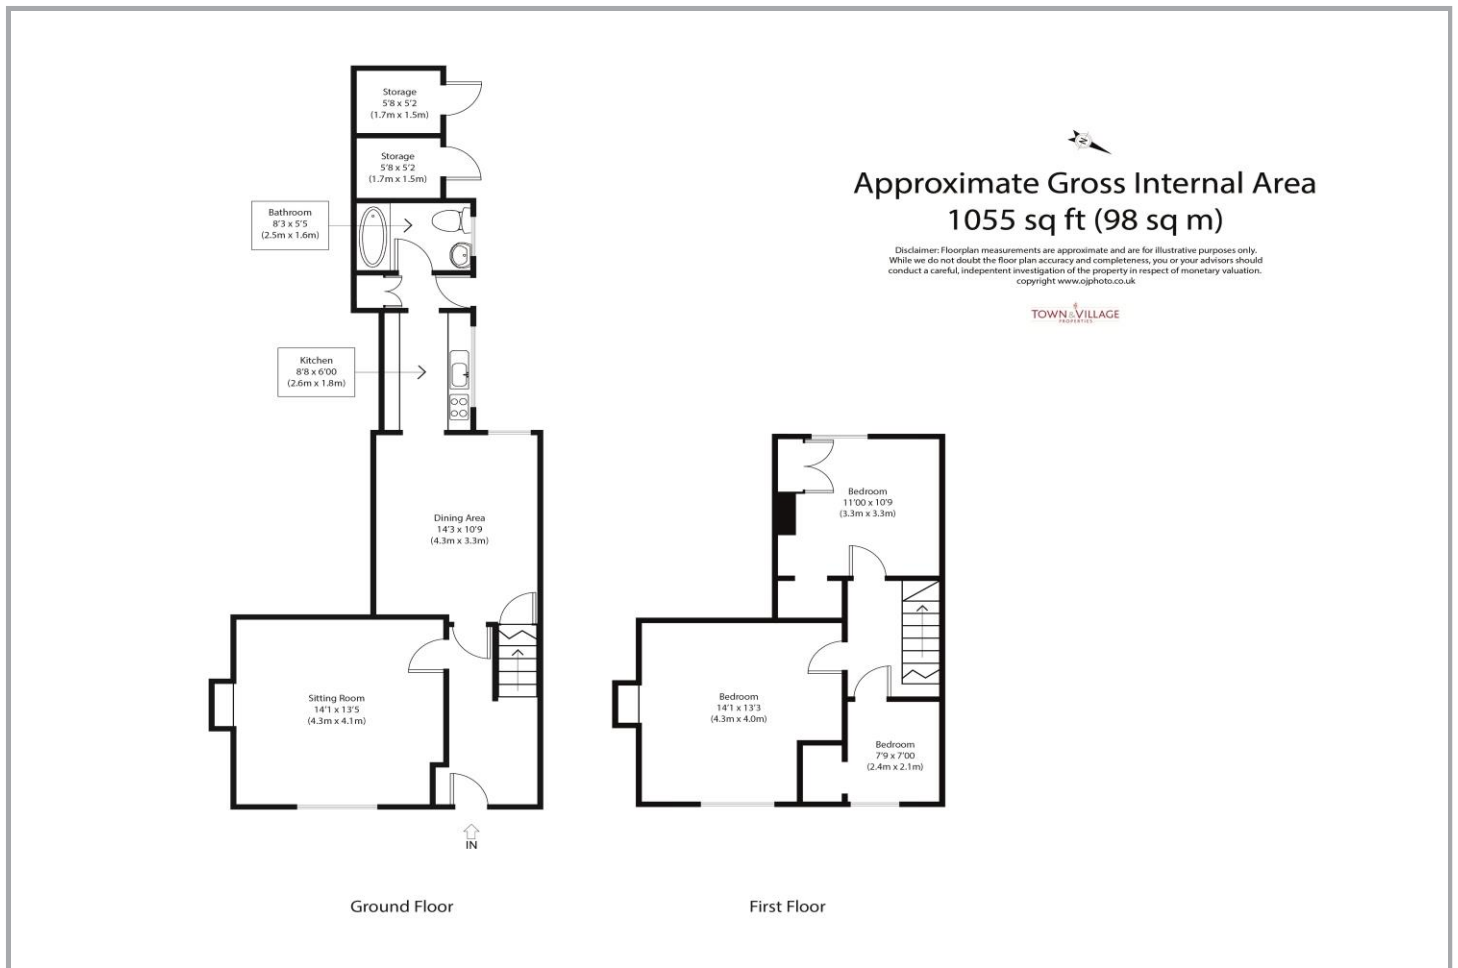 Storage
5'8 x 5'2
(1.7m x 1.5m)
Storage
5'8 x 5'2
(1.7m x 1.5m)
Bathroom
8'3 x 5'5
(2.5m x 1.6m)
Kitchen
8'8 x 6'00
(2.6m x 1.8m)
Dining Area
14'3 x 10'9
(4.3m x 3.3m)
Sitting Room
14'1 x 13'5
(4.3m x 4.1m)
IN
Ground Floor
N
Approximate Gross Internal Area
1055 sq ft (98 sq m)
Disclaimer: Floorplan measurements are approximate and are for illustrative purposes only.
While we do not doubt the floor plan accuracy and completeness, you or your advisors should
conduct a careful, indepentent investigation of the property in respect of monetary valuation.
copyright www.ojphoto.co.uk
TOWN & VILLAGE
PROPERTIES
Bedroom
11'00 x 10'9
(3.3m x 3.3m)
Bedroom
14'1 x 13'3
(4.3m x 4.0m)
Bedroom
7'9 x 7'00
(2.4m x 2.1m)
First Floor